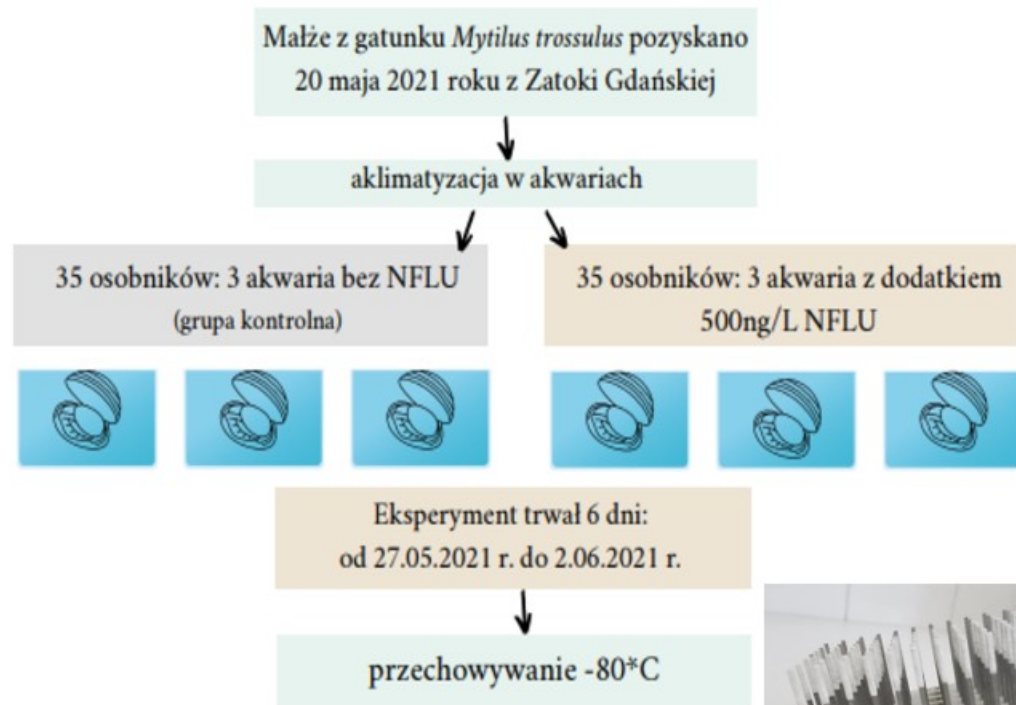 Małże z gatunku Mytilus trossulus pozyskano
20 maja 2021 roku z Zatoki Gdańskiej
aklimatyzacja w akwariach
35 osobników: 3 akwaria bez NFLU
(grupa kontrolna)
35 osobników: 3 akwaria z dodatkiem
500ng/L NFLU
Eksperyment trwał 6 dni:
od 27.05.2021 r. do 2.06.2021 r.
przechowywanie -80*C